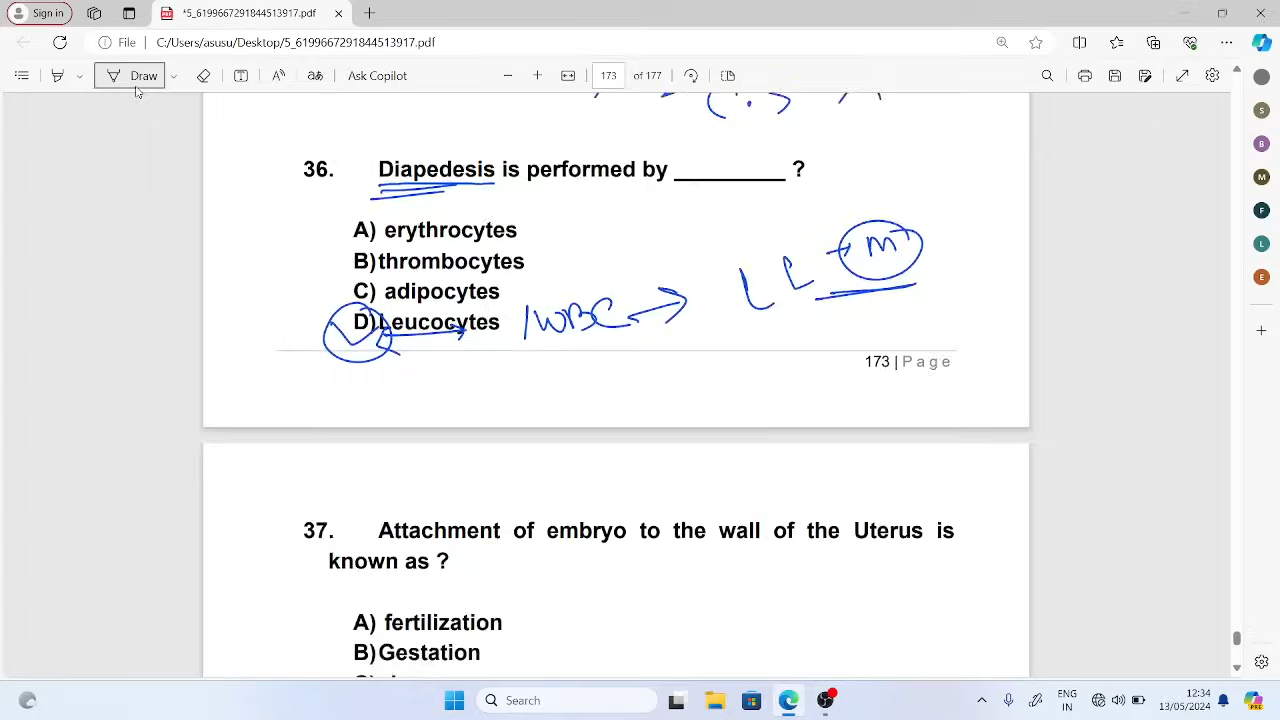 Sign in
*5_6199667291844513917.pdf
File C:/Users/asusu/Desktop/5_6199667291844513917.pdf
Draw Ask Copilot 173 of 177
36. Diapedesis is performed by _________ ?
A) erythrocytes
B)thrombocytes
C) adipocytes
D)Leucocytes WBC
173 | P a g e
37. Attachment of embryo to the wall of the Uterus is
known as ?
A) fertilization
B)Gestation
S
B
M
F
L
E
Search
ENG
IN
12:34
13/05/2024